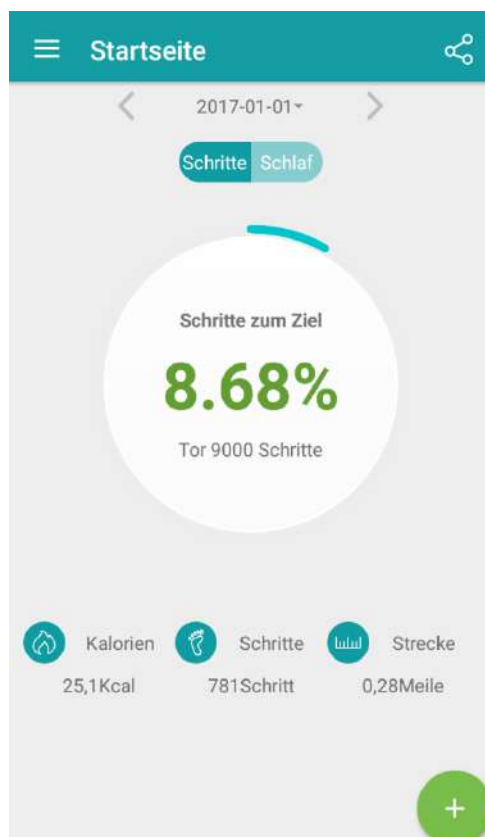 Startseite
2017-01-01
Schritte Schlaf
Schritte zum Ziel
8.68%
Tor 9000 Schritte
Kalorien Schritte Strecke
25,1Kcal 781Schritt 0,28Meile
+